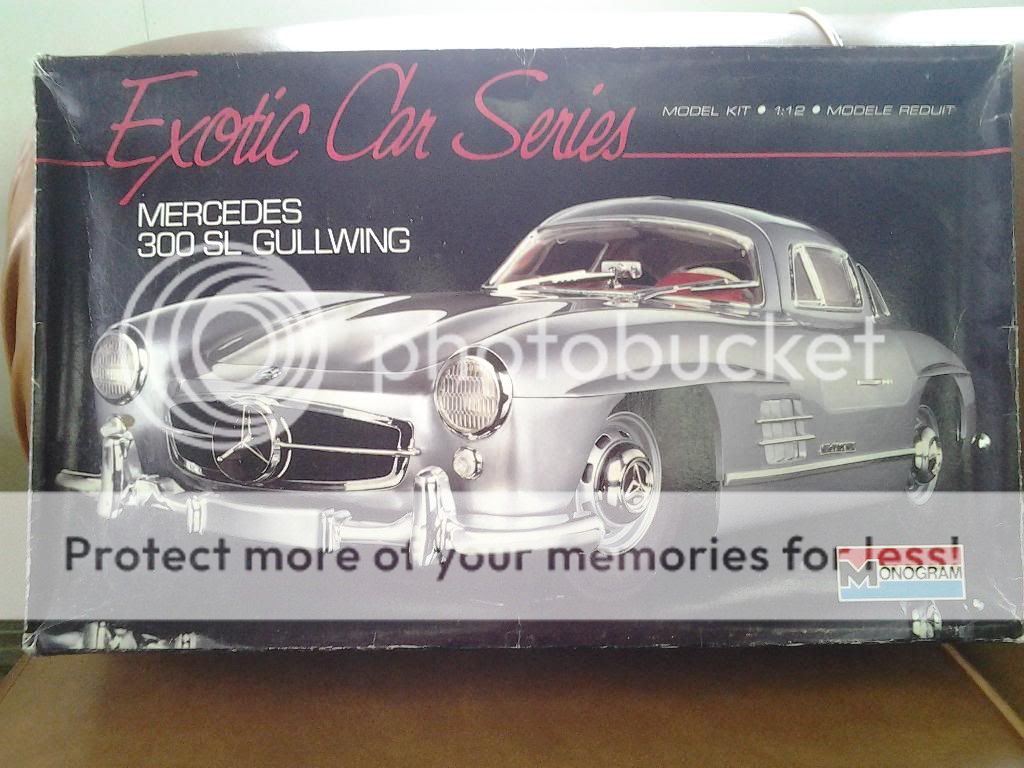 Exotic Car Series
MODEL KIT • 1:12 • MODELE REDUIT
MERCEDES
300 SL GULLWING
photobucket
Protect more of your memories for less!
MONOGRAM